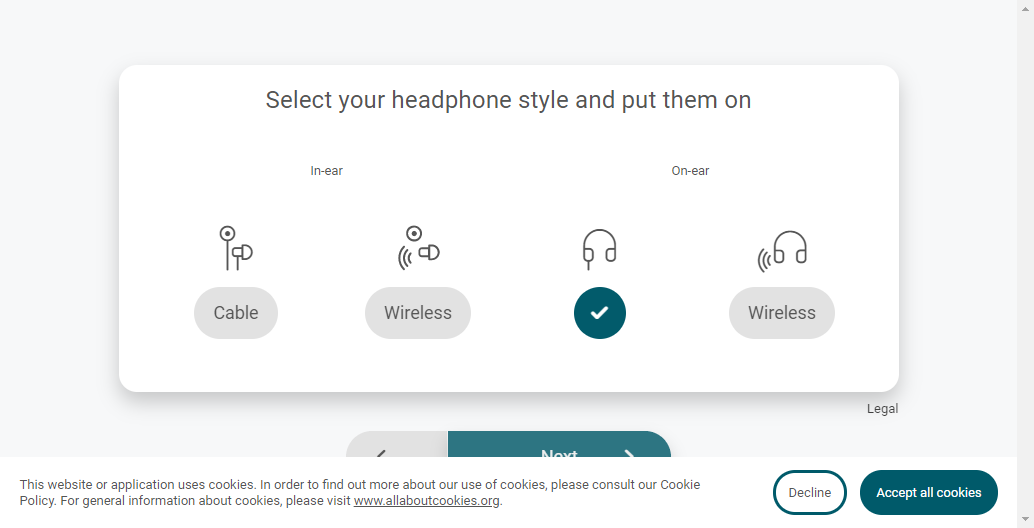 Select your headphone style and put them on
In-ear
On-ear
Cable
Wireless
Wireless
Legal
Next
This website or application uses cookies. In order to find out more about our use of cookies, please consult our Cookie
Policy. For general information about cookies, please visit www.allaboutcookies.org.
Decline
Accept all cookies